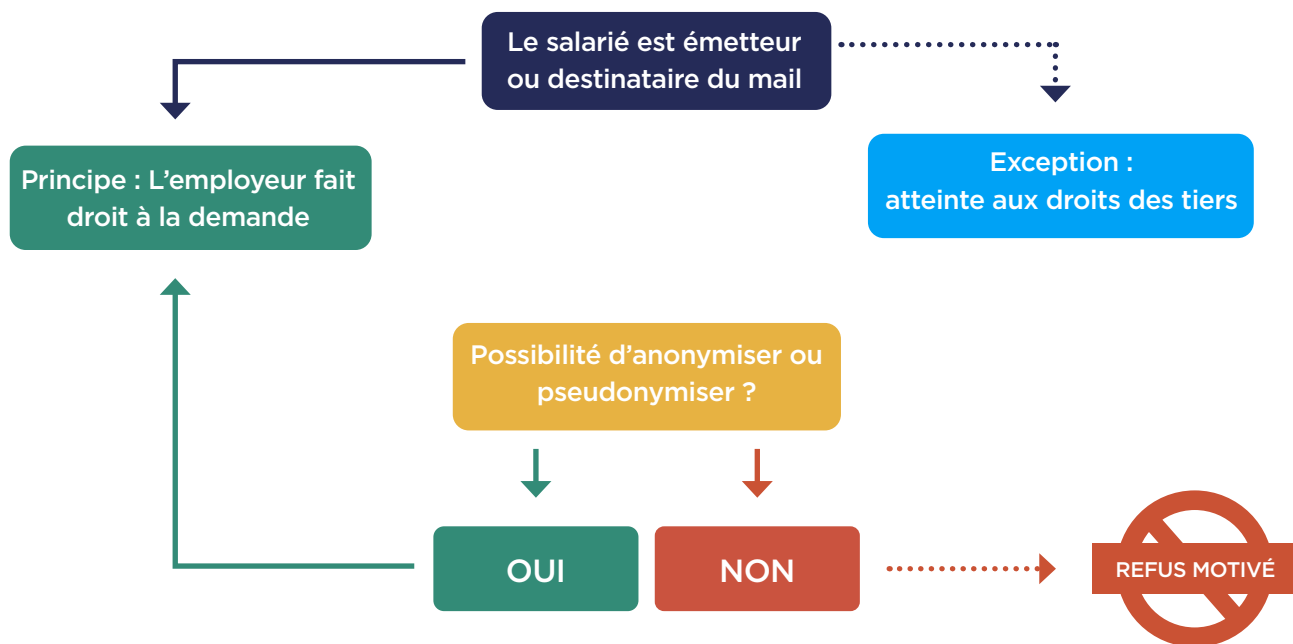 Le salarié est émetteur
ou destinataire du mail
Principe : L’employeur fait
droit à la demande
Exception :
atteinte aux droits des tiers
Possibilité d’anonymiser ou
pseudonymiser ?
OUI
NON
REFUS MOTIVÉ